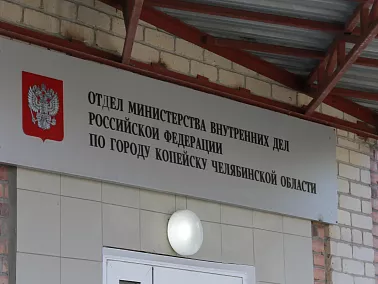 ОТДЕЛ МИНИСТЕРСТВА ВНУТРЕННИХ ДЕЛ
РОССИЙСКОЙ ФЕДЕРАЦИИ
ПО ГОРОДУ КОПЕЙСКУ ЧЕЛЯБИНСКОЙ ОБЛАСТИ